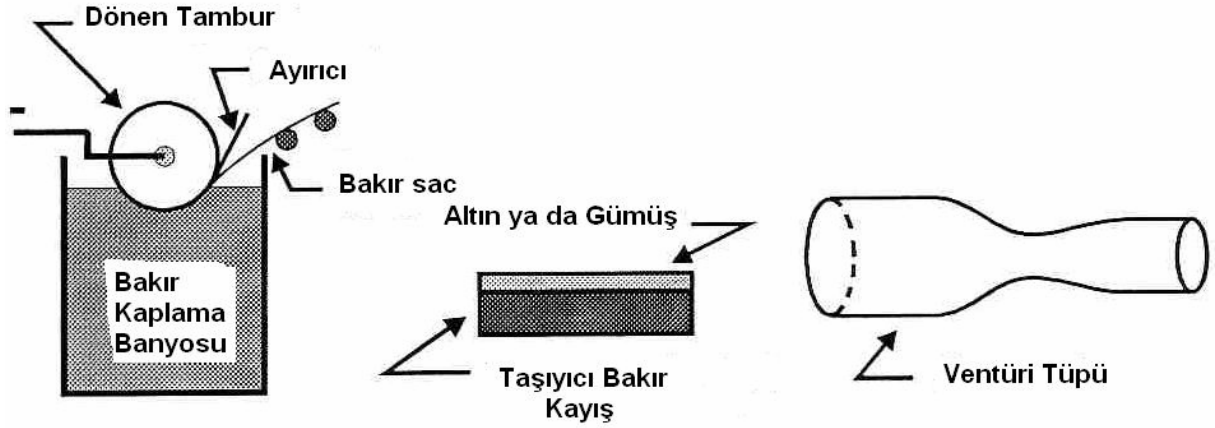 Dönen Tambur
Ayırıcı
-
Bakır sac
Bakır
Kaplama
Banyosu
Altın ya da Gümüş
Taşıyıcı Bakır
Kayış
Ventüri Tüpü